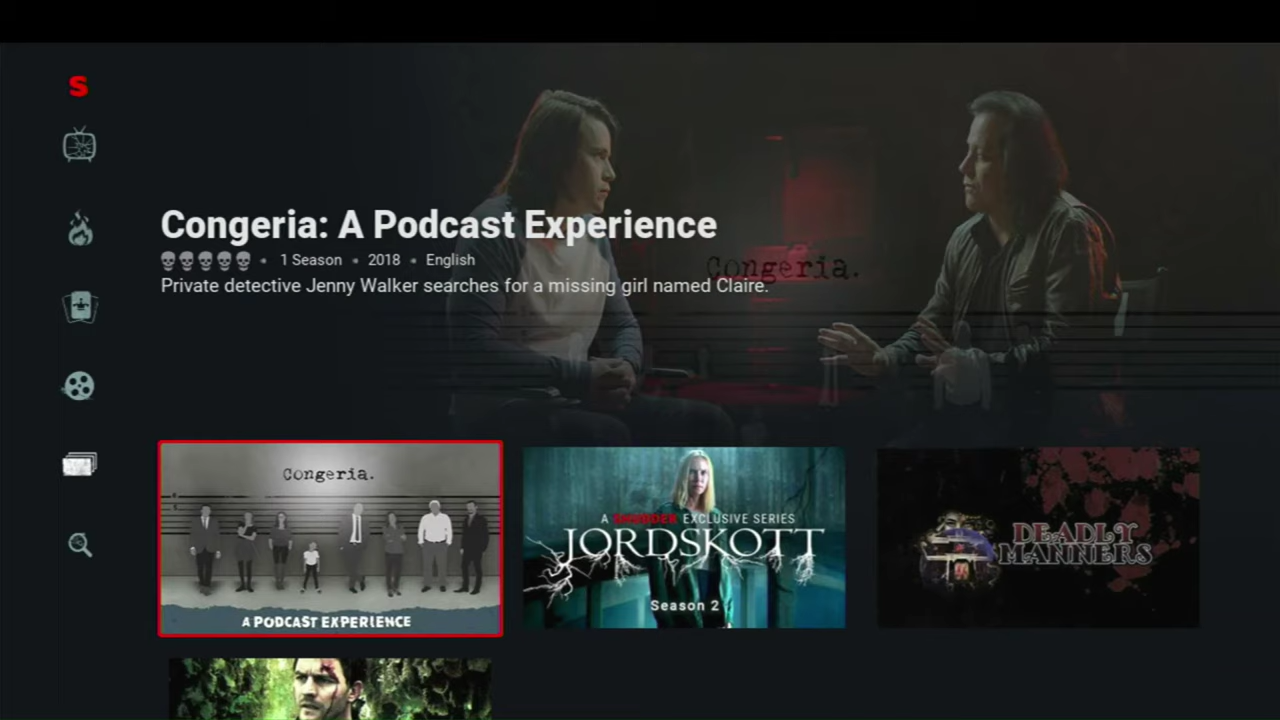 S
Congeria: A Podcast Experience
1 Season • 2018 • English
Congeria.
Private detective Jenny Walker searches for a missing girl named Claire.
Congeria.
A PODCAST EXPERIENCE
A SHUDDER EXCLUSIVE SERIES
JORDSKOTT
Season 2
DEADLY
MANNERS